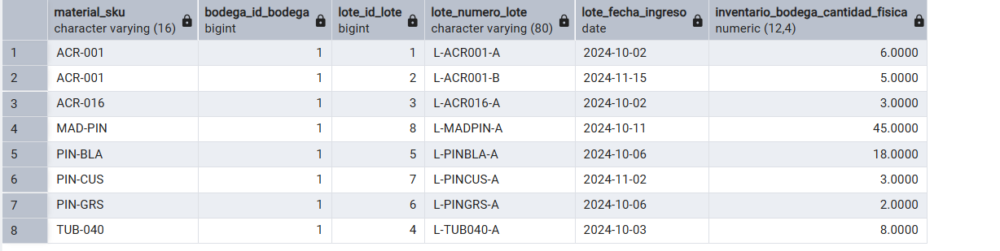 material_sku bodega_id_bodega lote_id_lote lote_numero_lote lote_fecha_ingreso inventario_bodega_cantidad_fisica
character varying (16) bigint bigint character varying (80) date numeric (12,4)
1 ACR-001 1 1 L-ACR001-A 2024-10-02 6.0000
2 ACR-001 1 2 L-ACR001-B 2024-11-15 5.0000
3 ACR-016 1 3 L-ACR016-A 2024-10-02 3.0000
4 MAD-PIN 1 8 L-MADPIN-A 2024-10-11 45.0000
5 PIN-BLA 1 5 L-PINBLA-A 2024-10-06 18.0000
6 PIN-CUS 1 7 L-PINCUS-A 2024-11-02 3.0000
7 PIN-GRS 1 6 L-PINGRS-A 2024-10-06 2.0000
8 TUB-040 1 4 L-TUB040-A 2024-10-03 8.0000